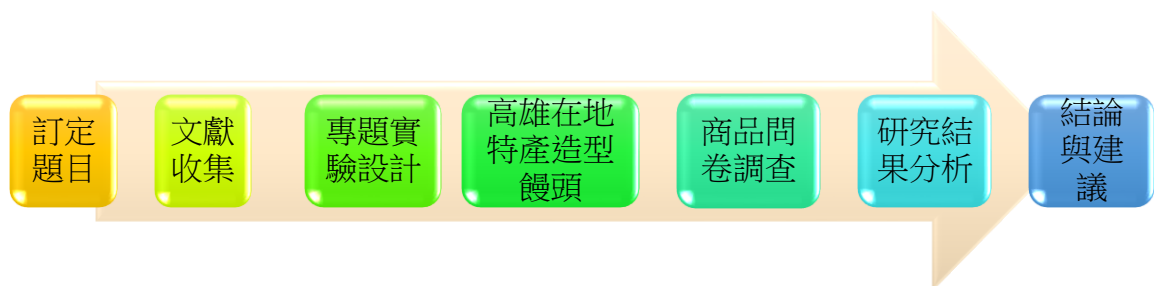 訂定
題目
文獻
收集
專題實
驗設計
高雄在地
特產造型
饅頭
商品問
卷調查
研究結
果分析
結論
與建
議